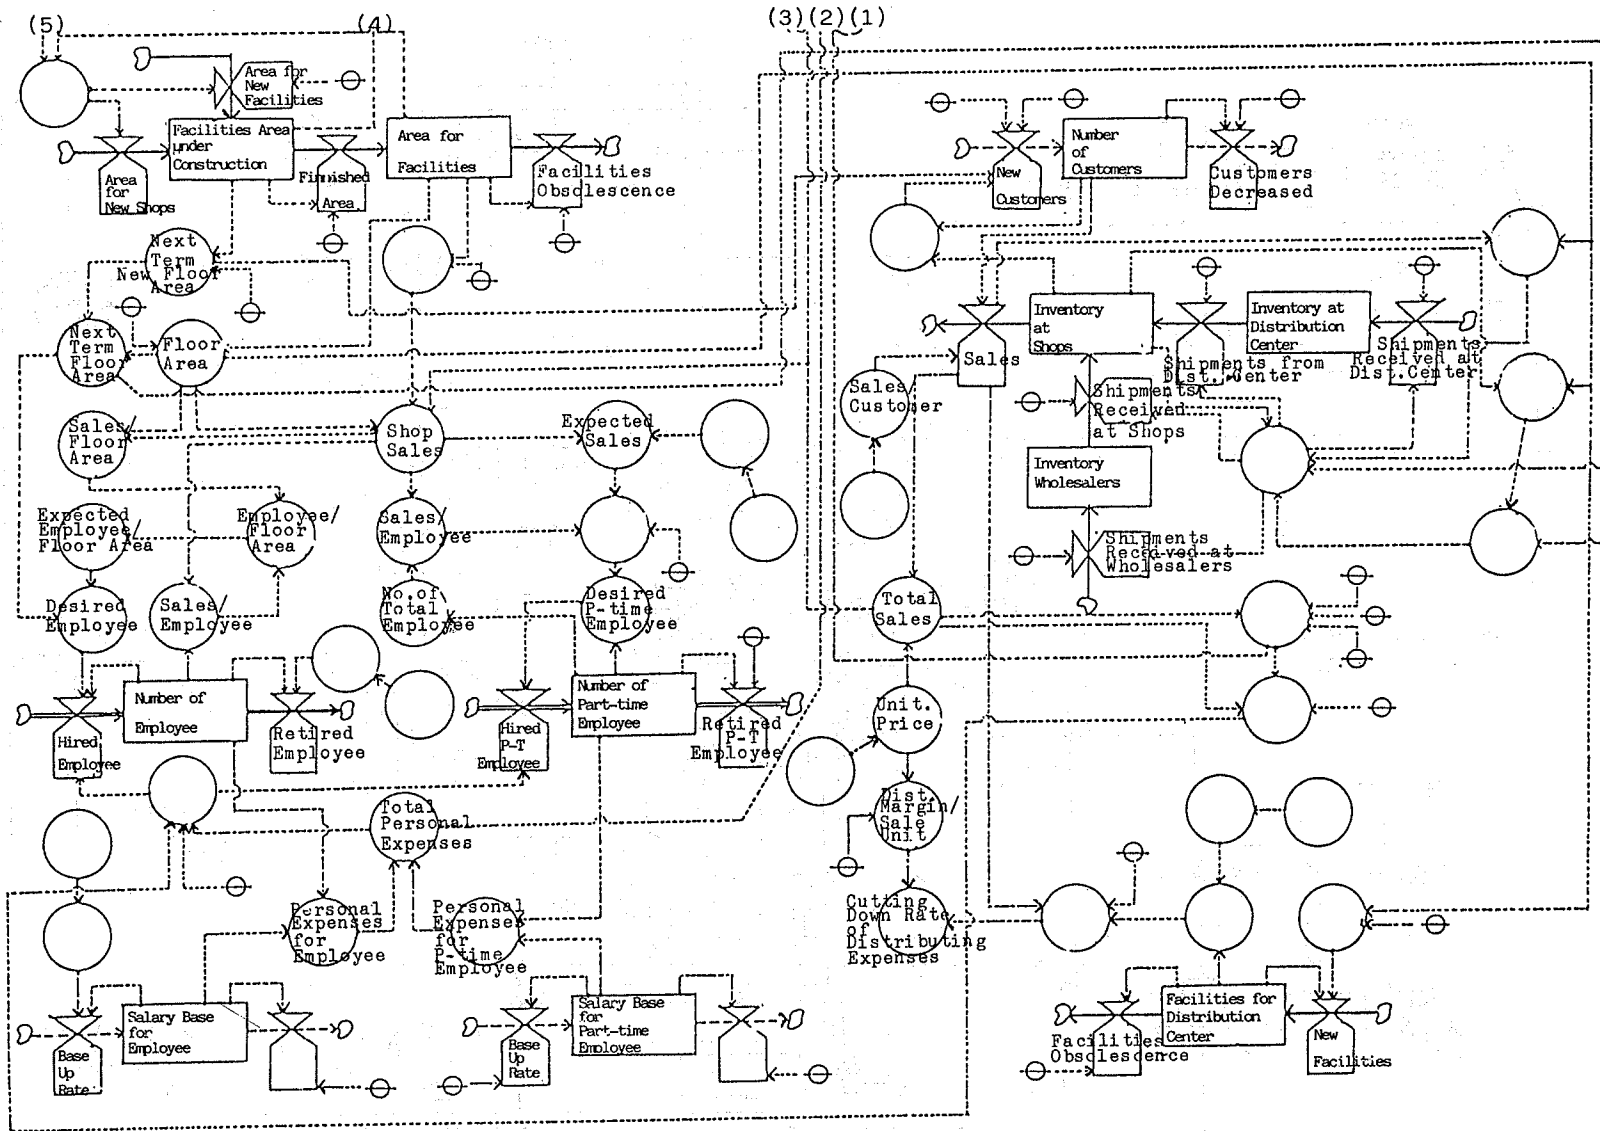 (5)
(4)
(3)(2)(1)
Area for
New
Facilities
Facilities Area
under
Construction
Area for
Facilities
Area
for
New Shops
Finished
Area
Facilities
Obsolescence
Number
of
Customers
New
Customers
Customers
Decreased
Next
Term
New Floor
Area
Next
Term
Floor
Area
Floor
Area
Inventory
at
Shops
Inventory at
Distribution
Center
Sales
Shipments from
Dist. Center
Shipments
Received at
Dist.Center
Sales/
Customer
Shipments
Received
at Shops
Sales/
Floor
Area
Shop
Sales
Expected
Sales
Inventory
Wholesalers
Expected
Employee/
Floor Area
Employee/
Floor
Area
Sales/
Employee
Shipments
Received at
Wholesalers
Desired
Employee
Sales/
Employee
No.of
Total
Employee
Desired
P-time
Employee
Total
Sales
Number of
Employee
Number of
Part-time
Employee
Hired
Employee
Retired
Employee
Hired
P-T
Employee
Retired
P-T
Employee
Unit.
Price
Total
Personal
Expenses
Dist.
Margin/
Sale
Unit
Personal
Expenses
for
Employee
Personal
Expenses
for
P-time
Employee
Cutting
Down Rate
of
Distributing
Expenses
Salary Base
for
Employee
Salary Base
for
Part-time
Employee
Facilities for
Distribution
Center
Base
Up
Rate
Base
Up
Rate
Facilities
Obsolescence
New
Facilities